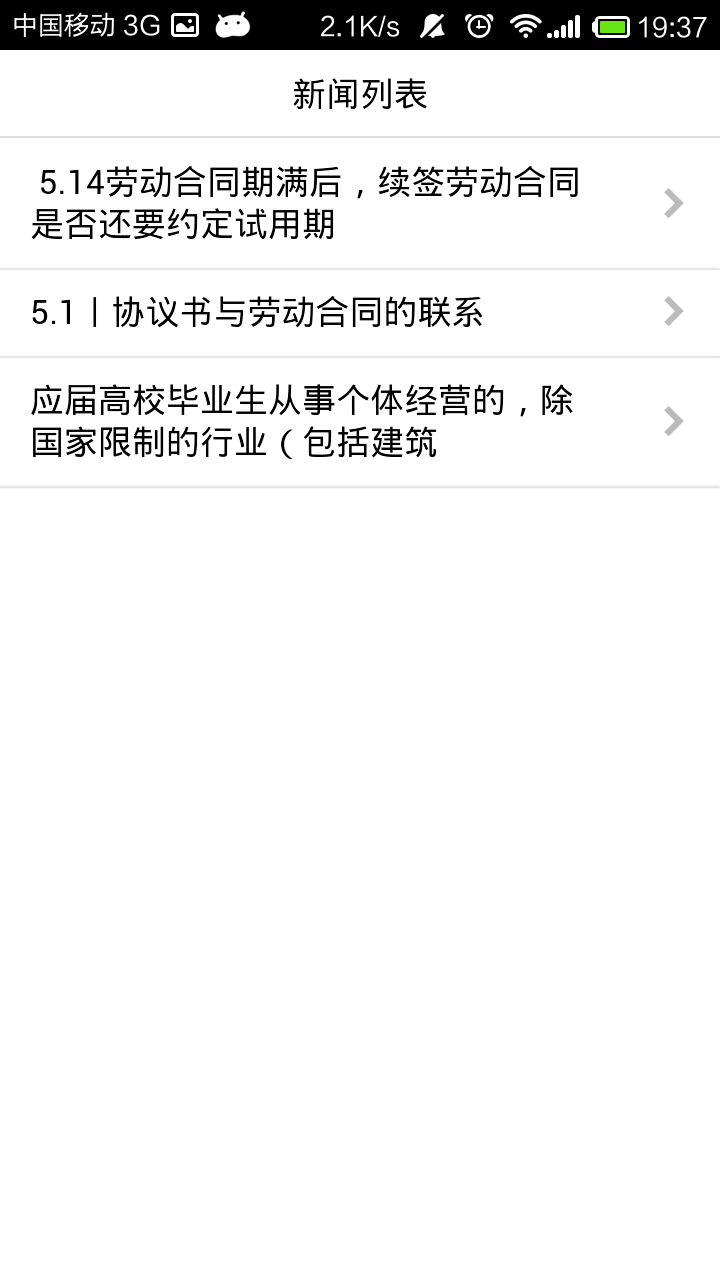 中国移动 3G 2.1K/s 19:37
新闻列表
5.14劳动合同期满后，续签劳动合同
是否还要约定试用期
5.1丨协议书与劳动合同的联系
应届高校毕业生从事个体经营的，除
国家限制的行业（包括建筑